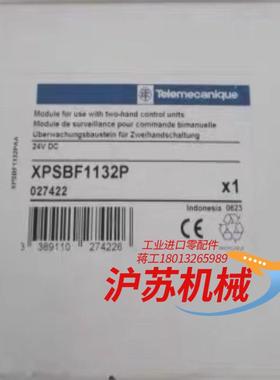 Telemecanique
Module for use with two-hand control units
Module de surveillance pour commande bimanuelle
Überwachungsbaustein für Zweihandschaltung
24V DC
XPSBF1132P
027422
x1
XPSBF1132PAA
Indonesia 0623
3 389110 274226
CE
工业进口零配件
蒋工18013265989
沪苏机械